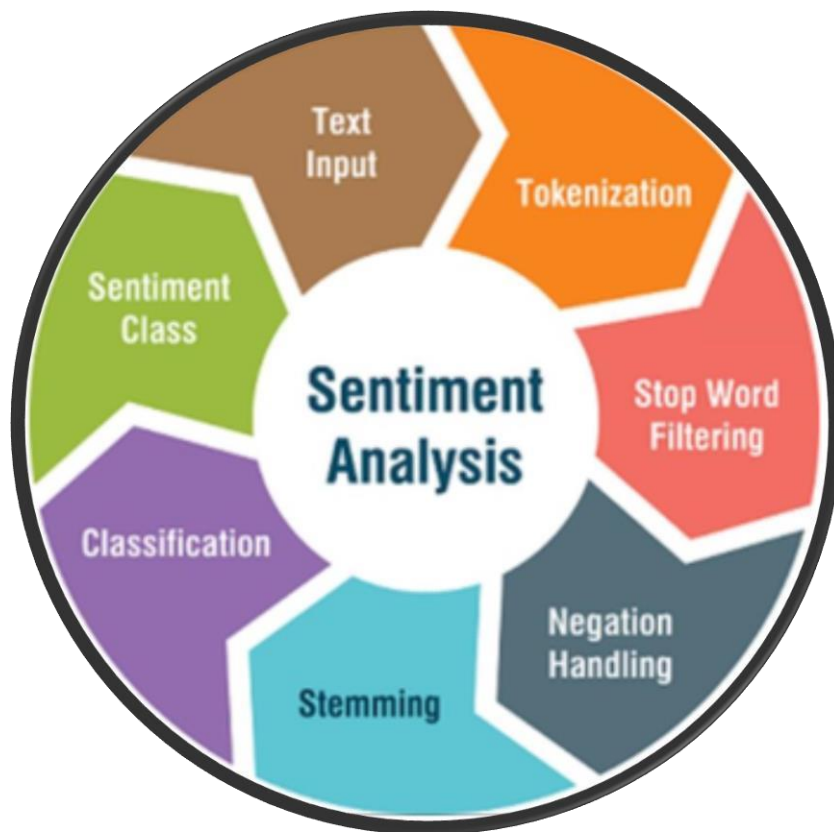 Text
Input
Tokenization
Stop Word
Filtering
Negation
Handling
Stemming
Classification
Sentiment
Class
Sentiment
Analysis